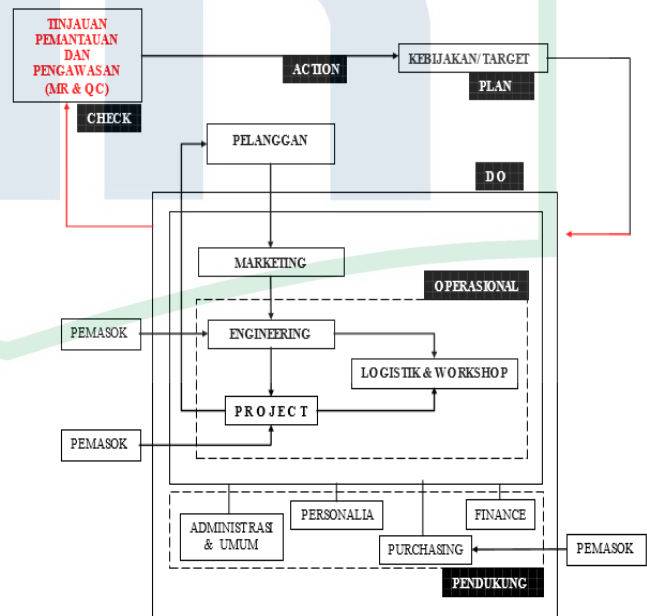 TINJAUAN
PEMANTAUAN
DAN
PENGAWASAN
(MR & QC)
ACTION
KEBIJAKAN/ TARGET
PLAN
CHECK
PELANGGAN
DO
MARKETING
OPERASIONAL
PEMASOK
ENGINEERING
LOGISTIK & WORKSHOP
PROJECT
PEMASOK
ADMINISTRASI
& UMUM
PERSONALIA
FINANCE
PURCHASING
PEMASOK
PENDUKUNG